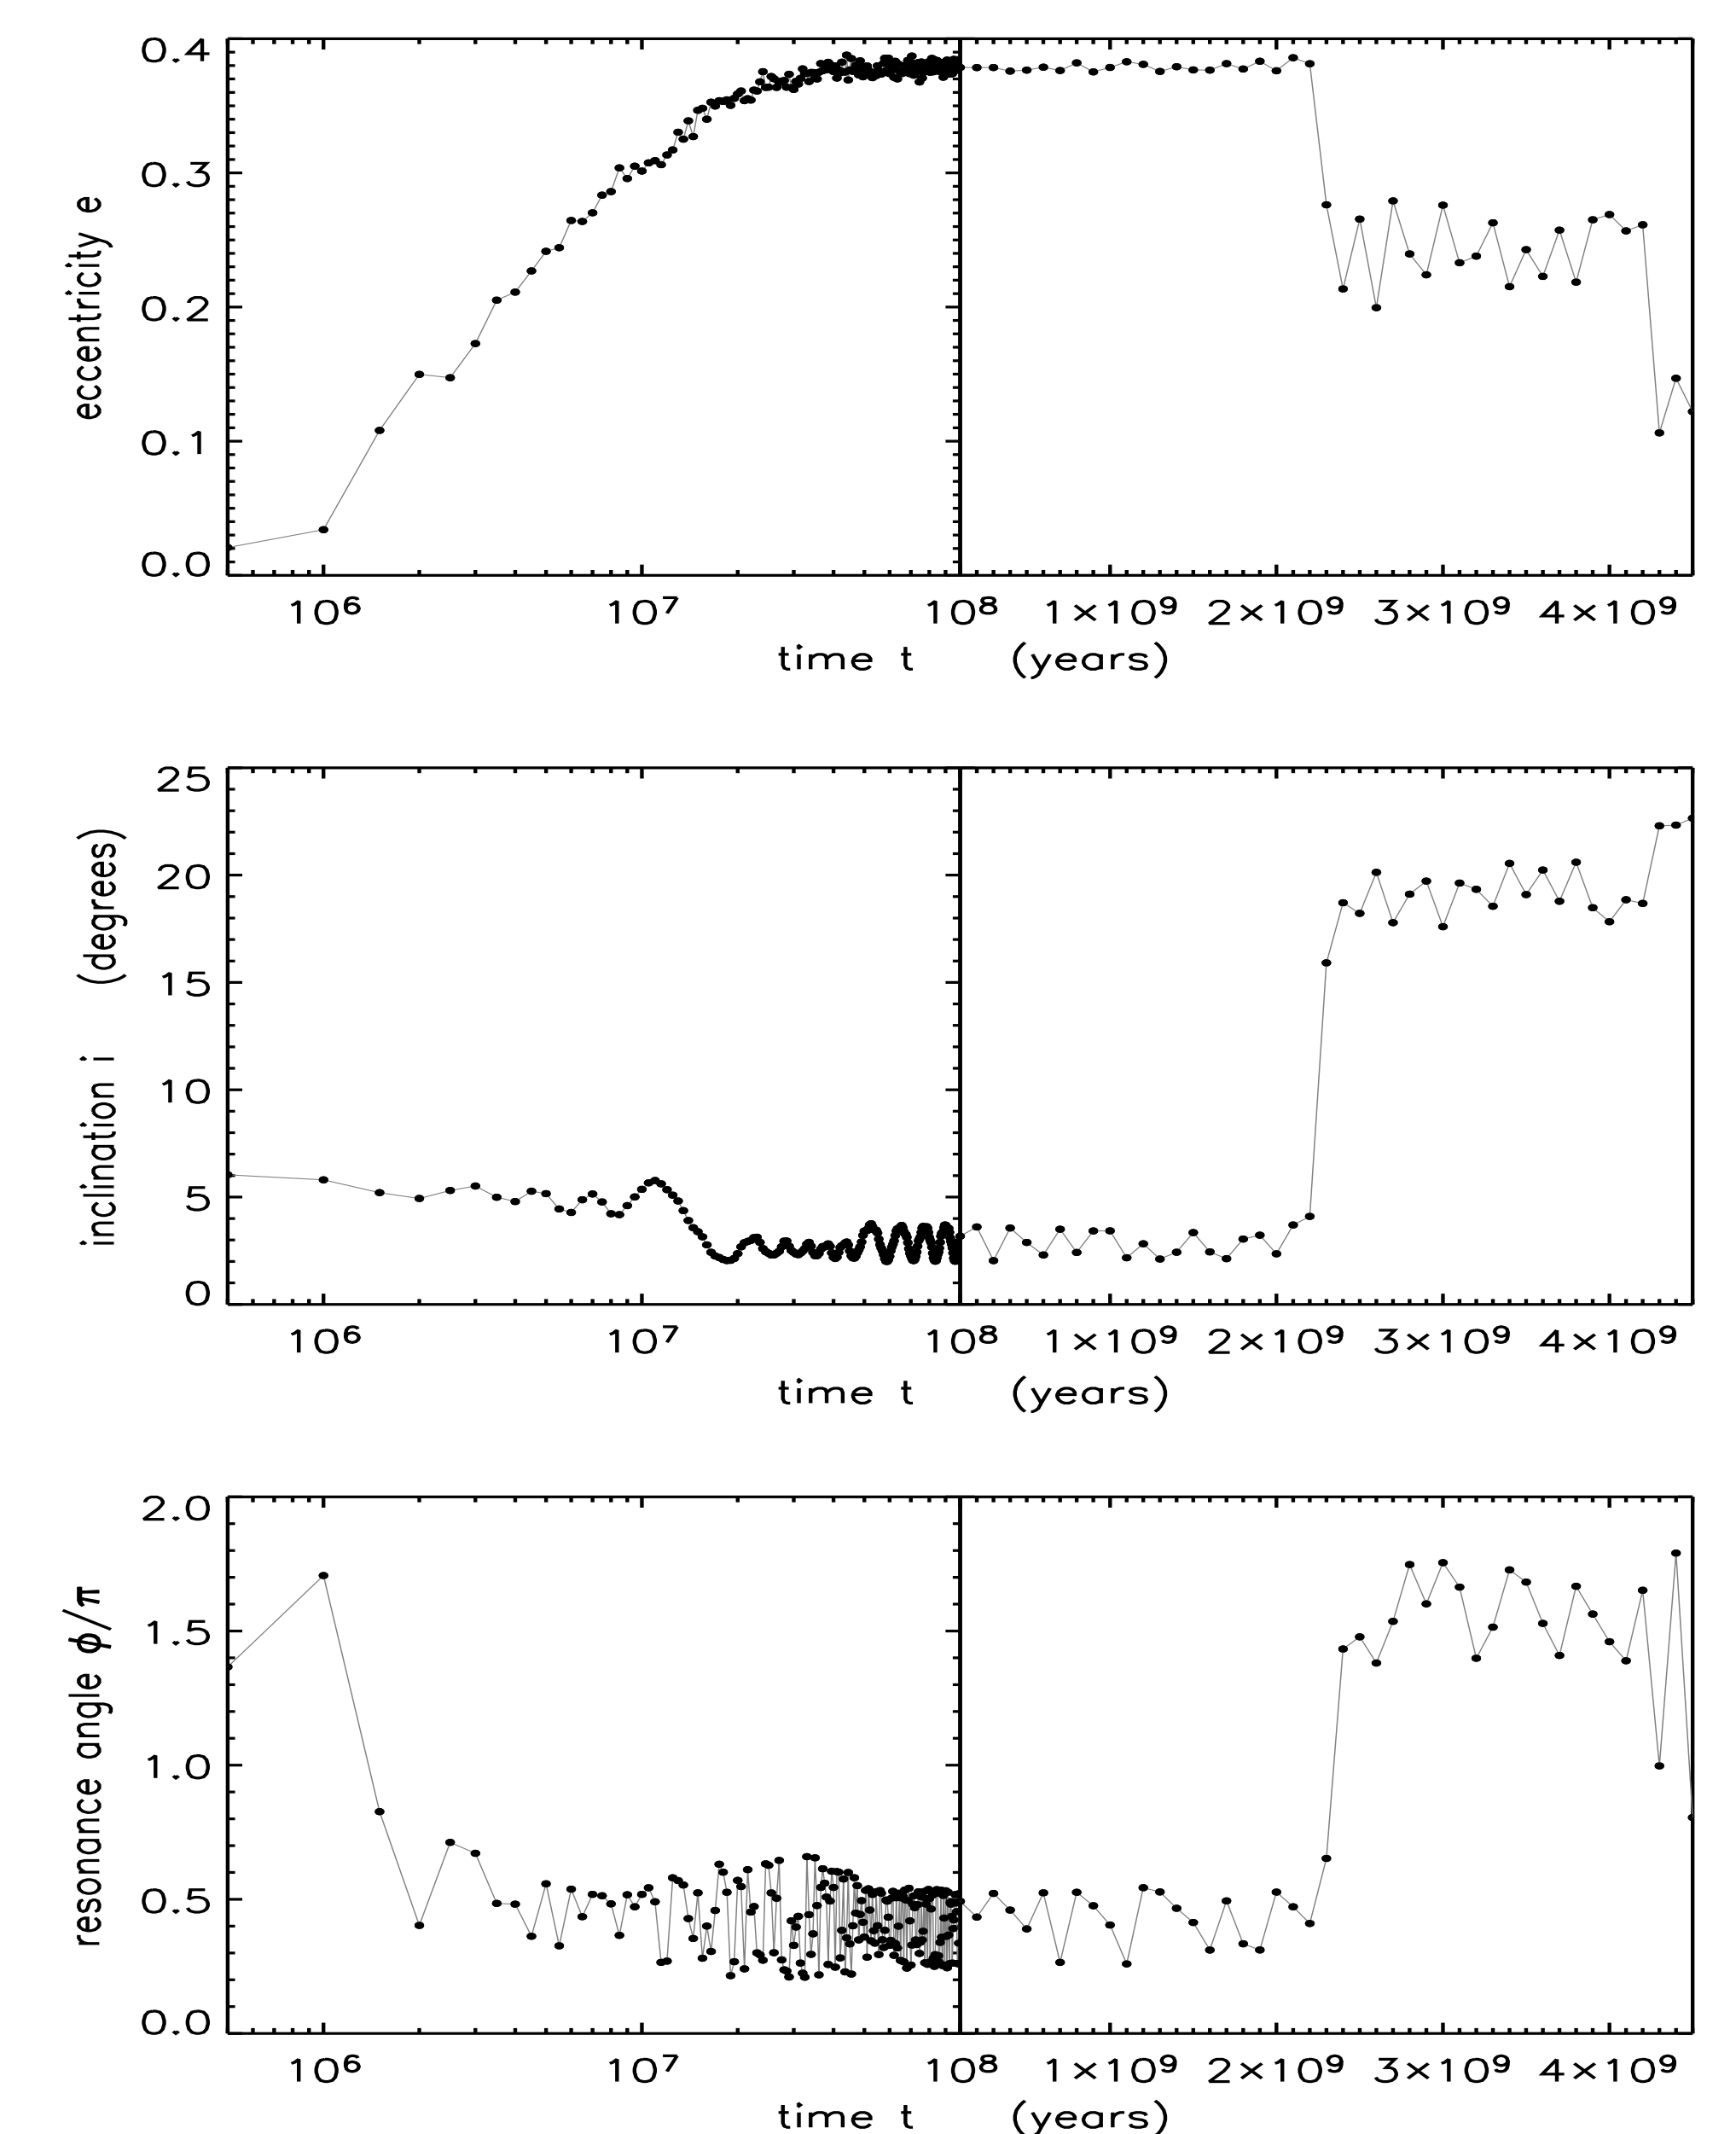 0.4
0.3
0.2
0.1
0.0
eccentricity e
10⁶ 10⁷ 10⁸ 1×10⁹ 2×10⁹ 3×10⁹ 4×10⁹
time t (years)
25
20
15
10
5
0
inclination i (degrees)
10⁶ 10⁷ 10⁸ 1×10⁹ 2×10⁹ 3×10⁹ 4×10⁹
time t (years)
2.0
1.5
1.0
0.5
0.0
resonance angle ϕ/π
10⁶ 10⁷ 10⁸ 1×10⁹ 2×10⁹ 3×10⁹ 4×10⁹
time t (years)